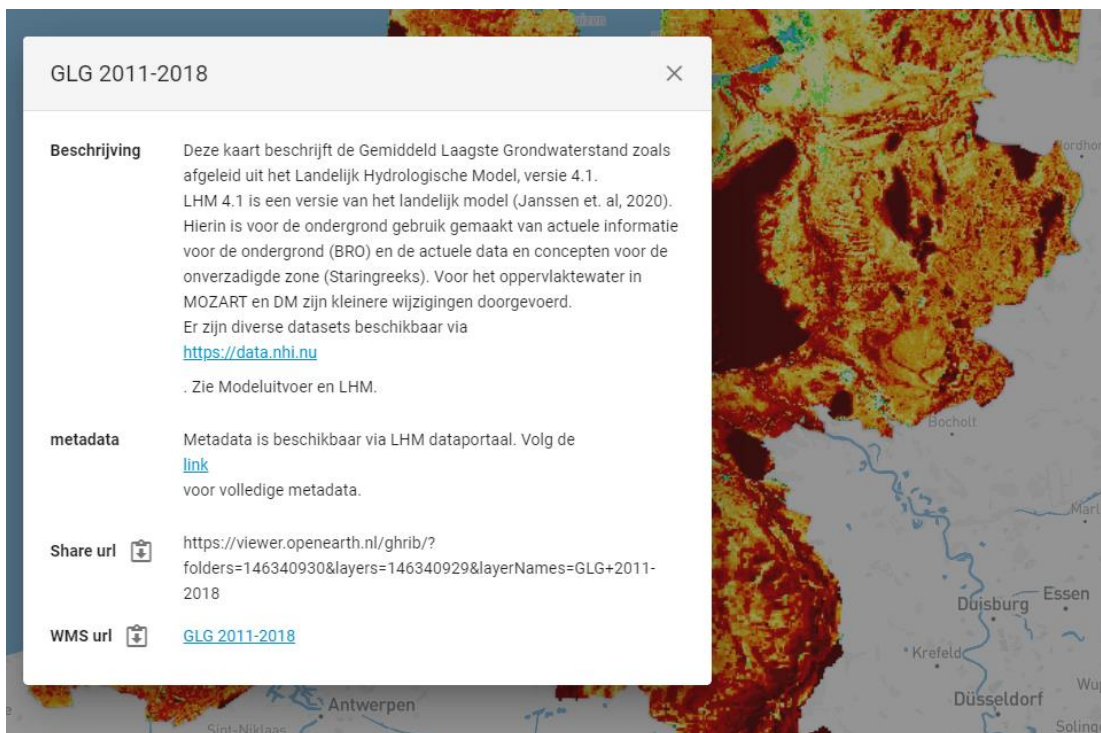 GLG 2011-2018
Beschrijving
Deze kaart beschrijft de Gemiddeld Laagste Grondwaterstand zoals
afgeleid uit het Landelijk Hydrologische Model, versie 4.1.
LHM 4.1 is een versie van het landelijk model (Janssen et. al, 2020).
Hierin is voor de ondergrond gebruik gemaakt van actuele informatie
voor de ondergrond (BRO) en de actuele data en concepten voor de
onverzadigde zone (Staringreeks). Voor het oppervlaktewater in
MOZART en DM zijn kleinere wijzigingen doorgevoerd.
Er zijn diverse datasets beschikbaar via
https://data.nhi.nu
. Zie Modeluitvoer en LHM.
metadata
Metadata is beschikbaar via LHM dataportaal. Volg de
link
voor volledige metadata.
Share url
https://viewer.openearth.nl/ghrib/?
folders=146340930&layers=146340929&layerNames=GLG+2011-
2018
WMS url
GLG 2011-2018
Bocholt
Duisburg
Essen
Krefeld
Düsseldorf
Antwerpen
Sint-Niklaas